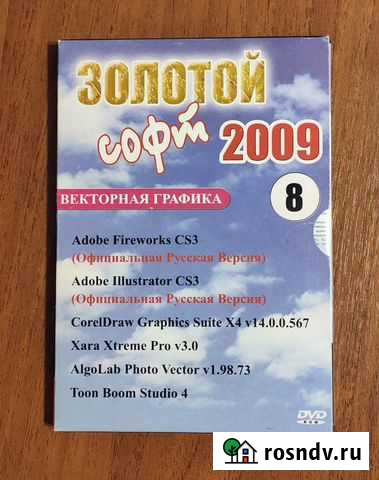 ЗОЛОТОЙ
софт 2009
ВЕКТОРНАЯ ГРАФИКА
8
Adobe Fireworks CS3
(Официальная Русская Версия)
Adobe Illustrator CS3
(Официальная Русская Версия)
CorelDraw Graphics Suite X4 v14.0.0.567
Xara Xtreme Pro v3.0
AlgoLab Photo Vector v1.98.73
Toon Boom Studio 4
DVD
ROM
rosndv.ru